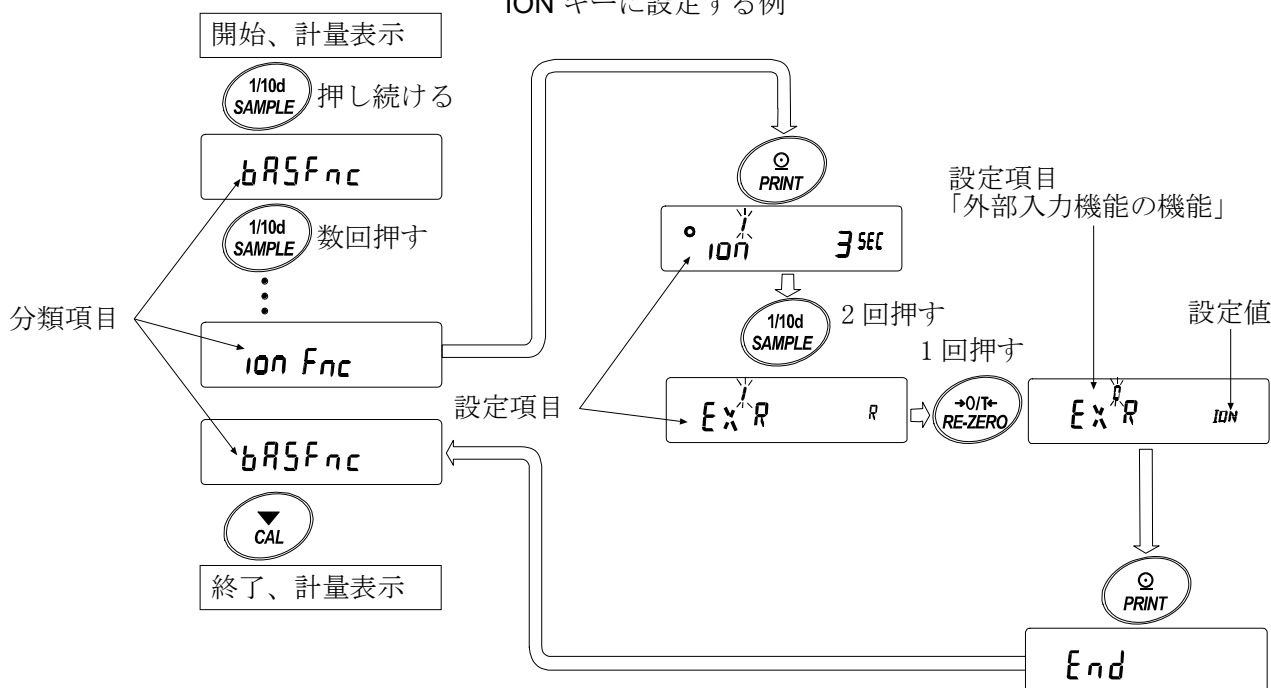 ION キーに設定する例
開始、計量表示
1/10d
SAMPLE
押し続ける
bASFnc
1/10d
SAMPLE
数回押す
分類項目
ion Fnc
PRINT
ion 3 SEC
1/10d
SAMPLE
2 回押す
設定項目
Ex A A
1 回押す
→0/T←
RE-ZERO
設定項目
「外部入力機能の機能」
設定値
Ex A ION
PRINT
End
bASFnc
CAL
終了、計量表示